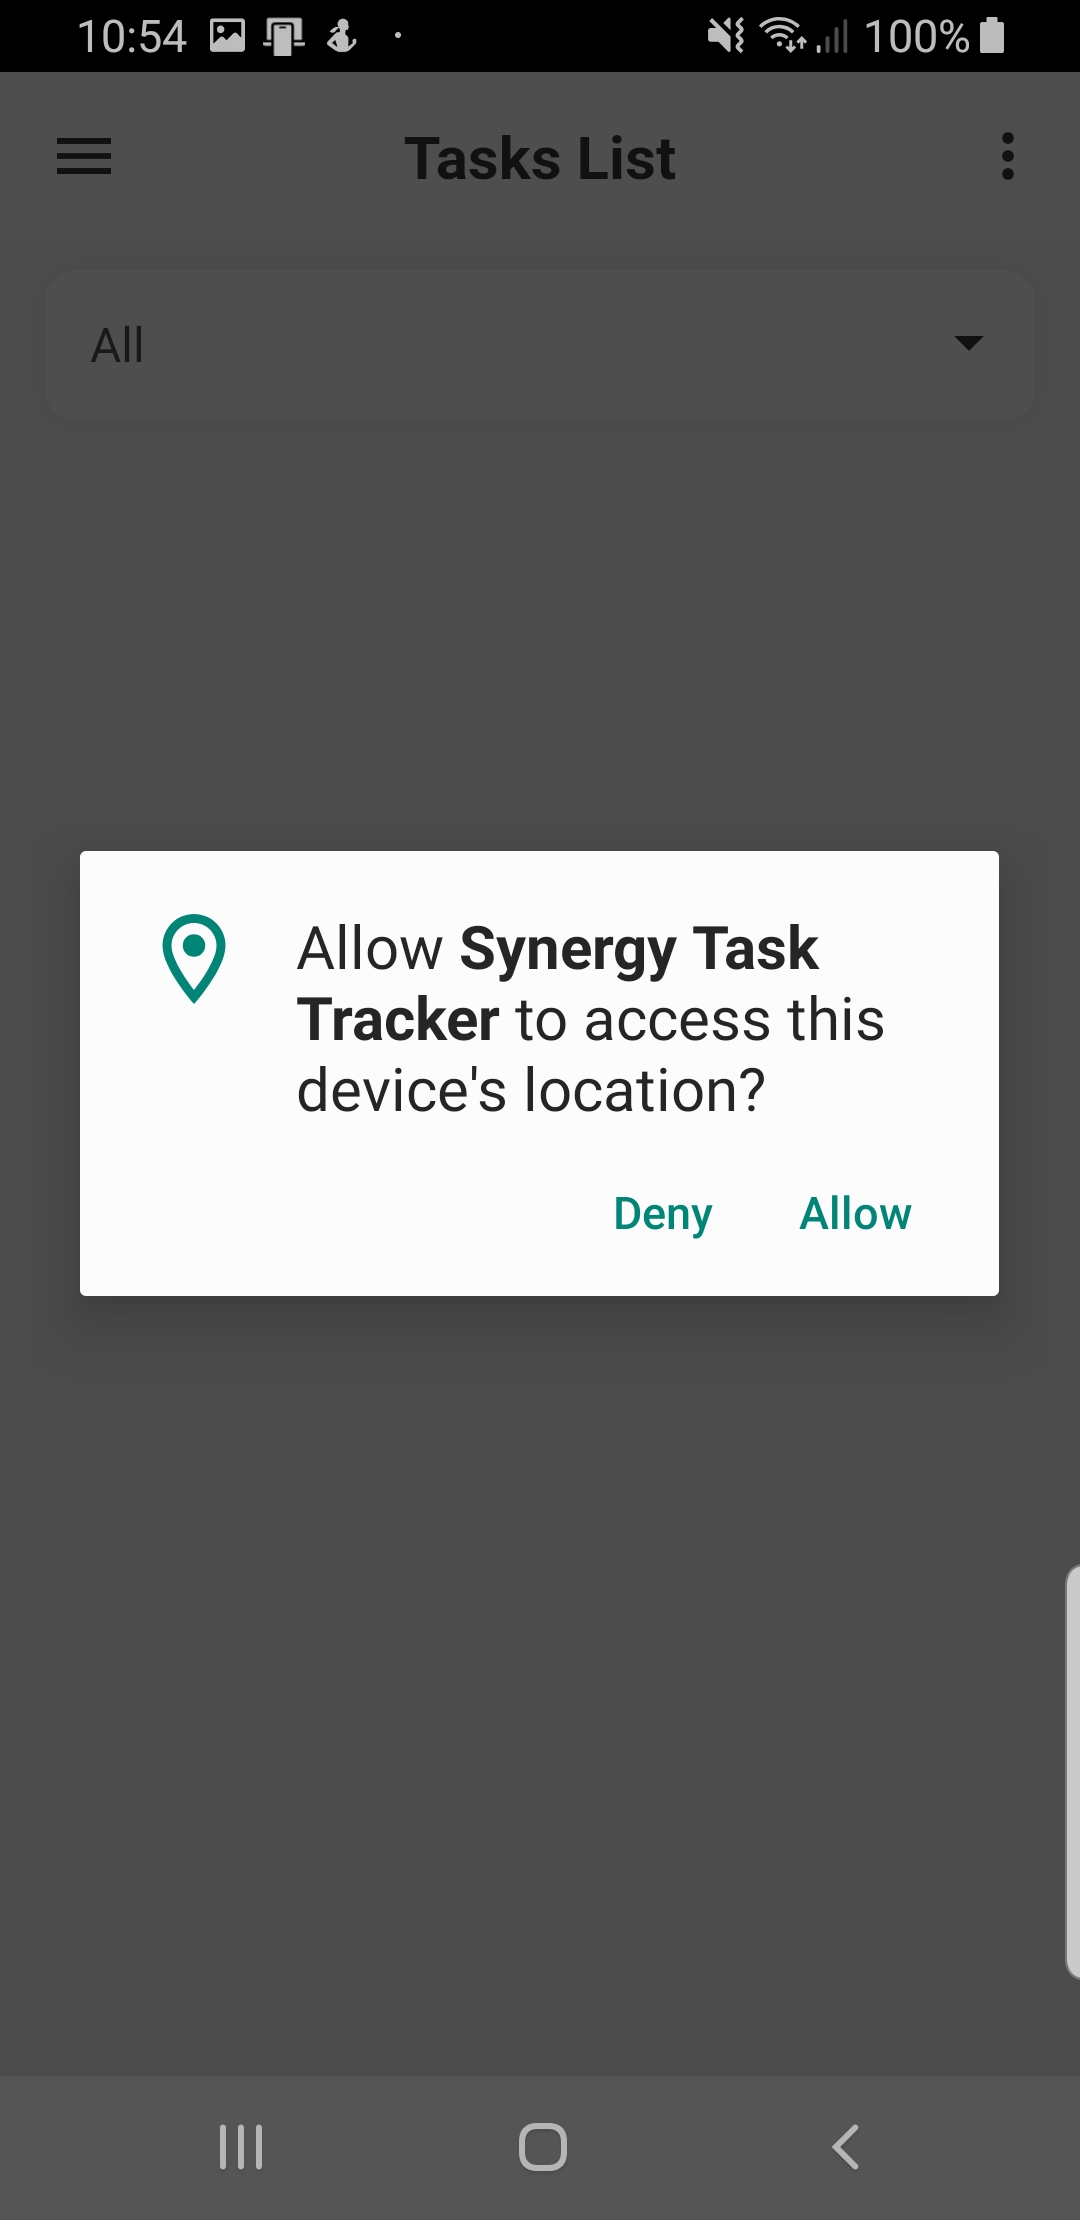 10:54
100%
Tasks List
All
Allow Synergy Task
Tracker to access this
device's location?
Deny
Allow